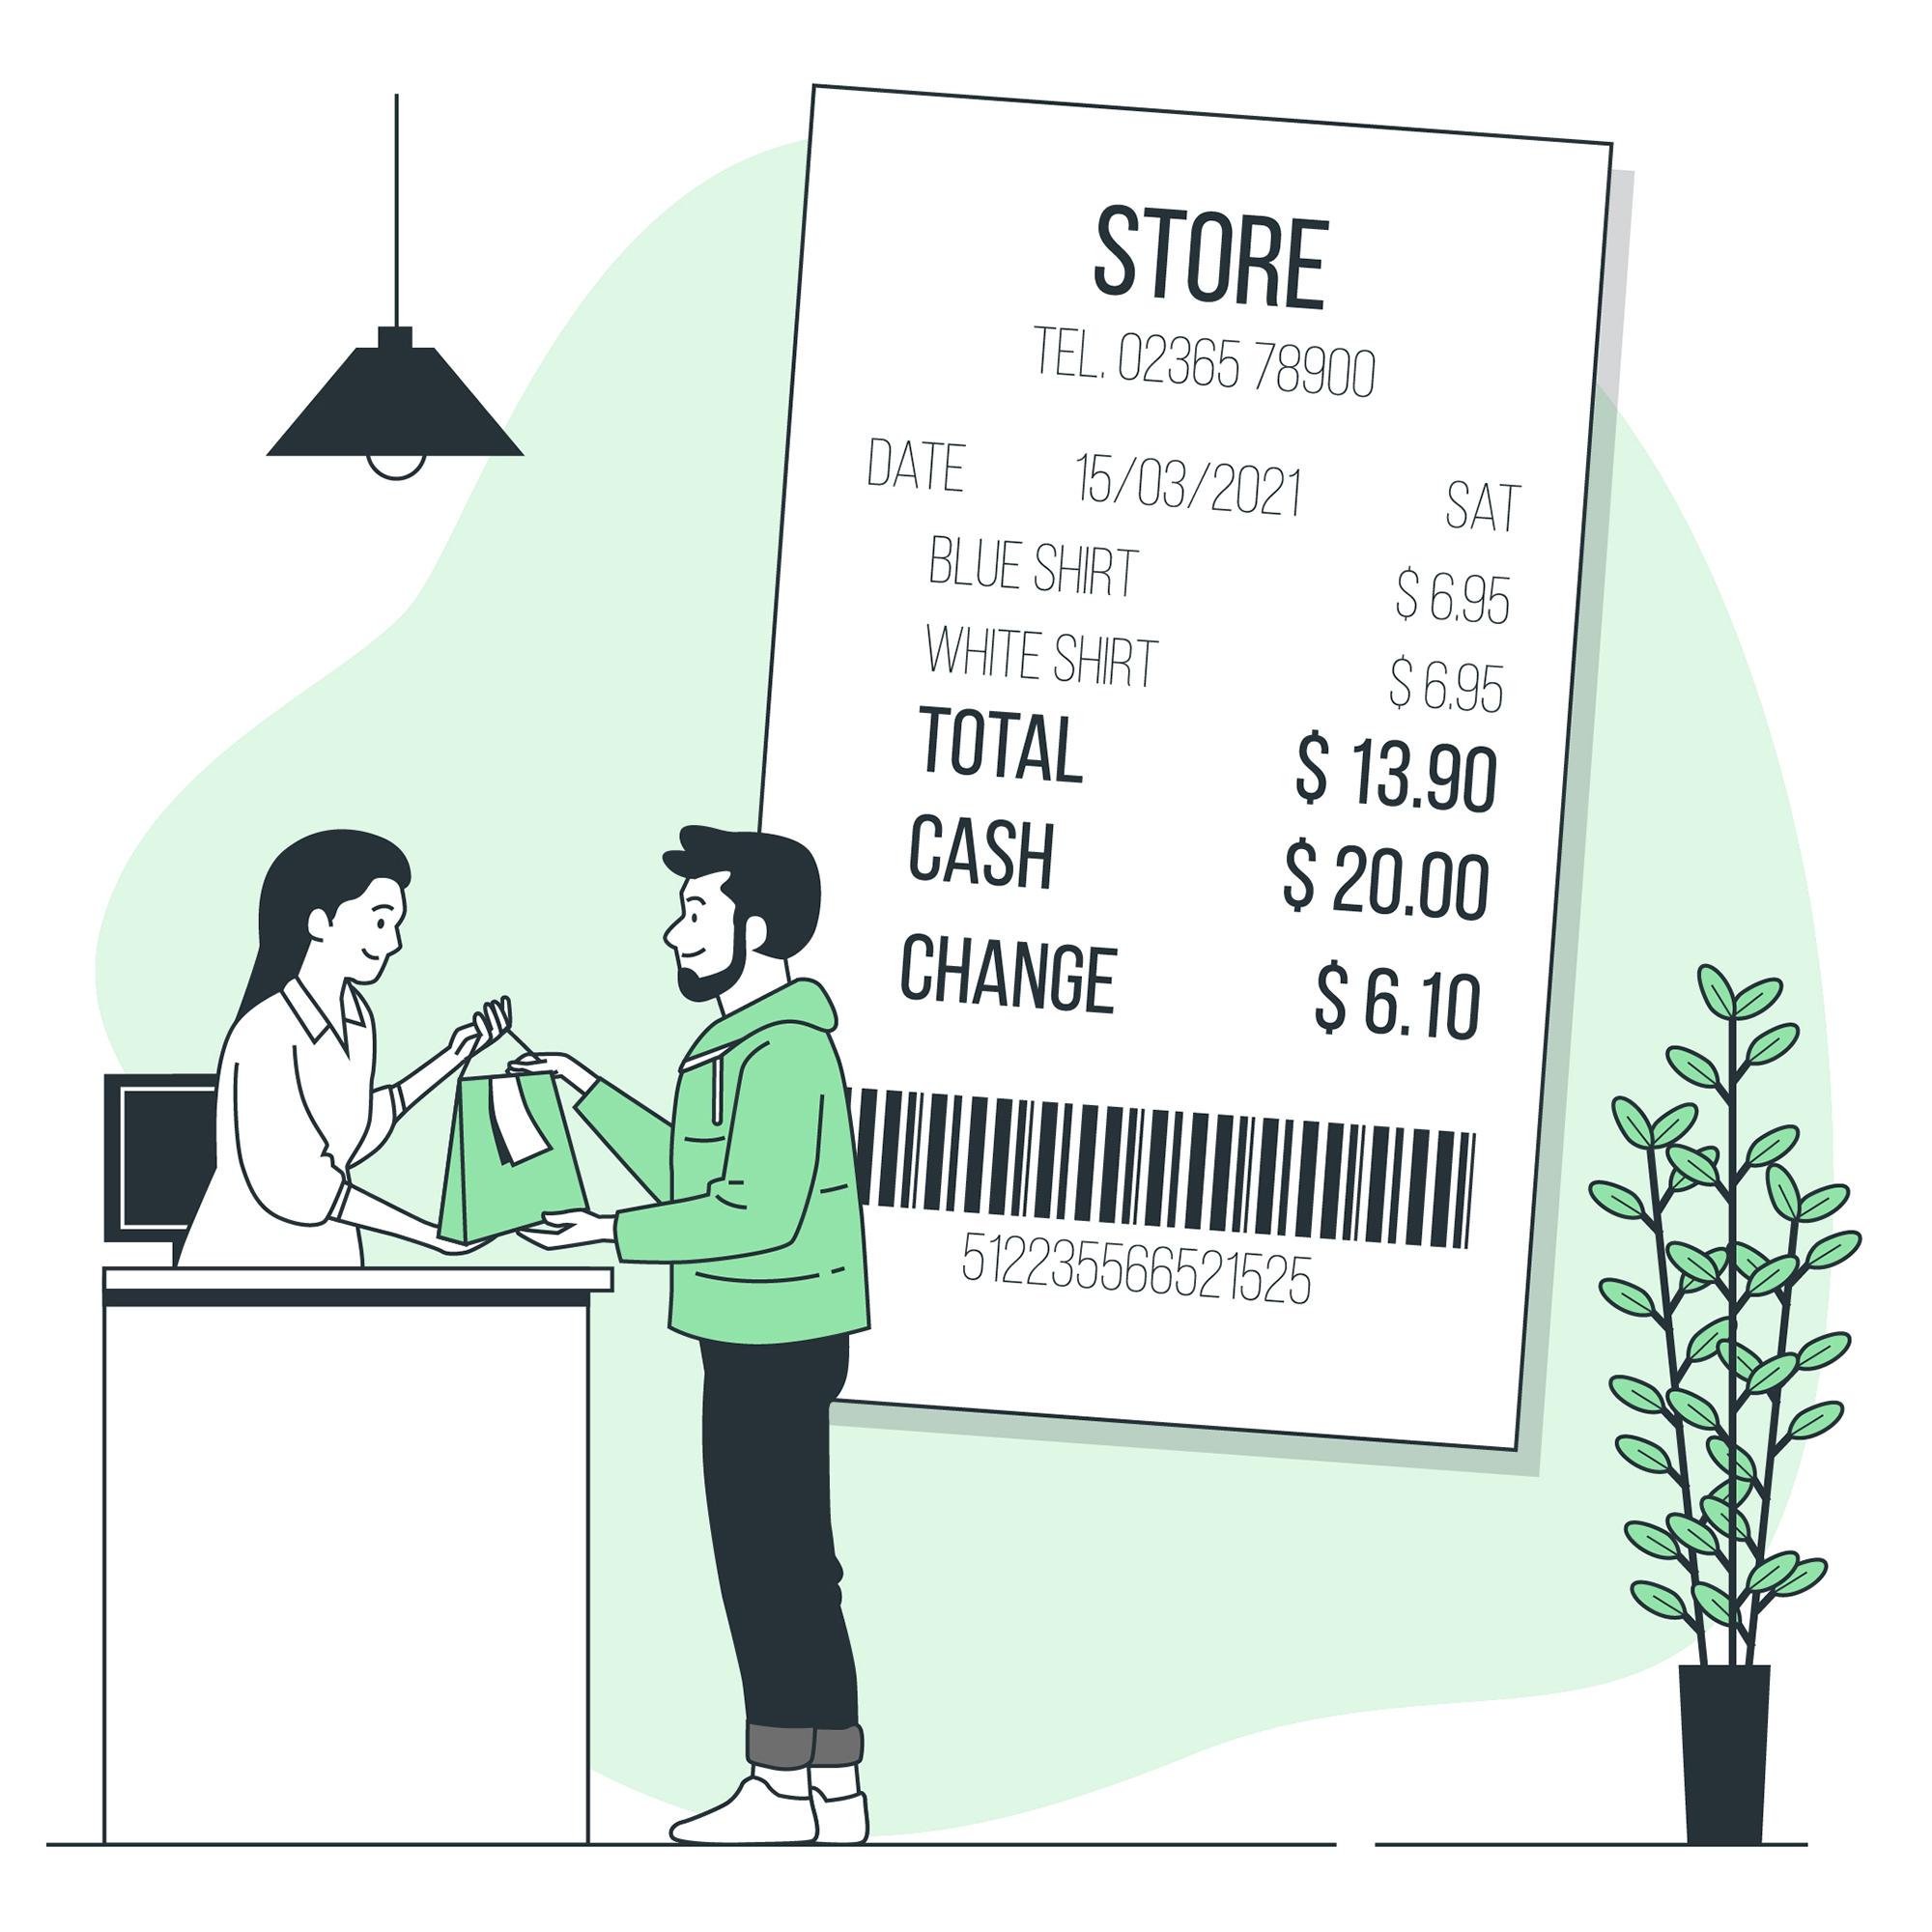 STORE
TEL. 02365 78900
DATE 15/03/2021 SAT
BLUE SHIRT $ 6.95
WHITE SHIRT $ 6.95
TOTAL $ 13.90
CASH $ 20.00
CHANGE $ 6.10
512235566521525